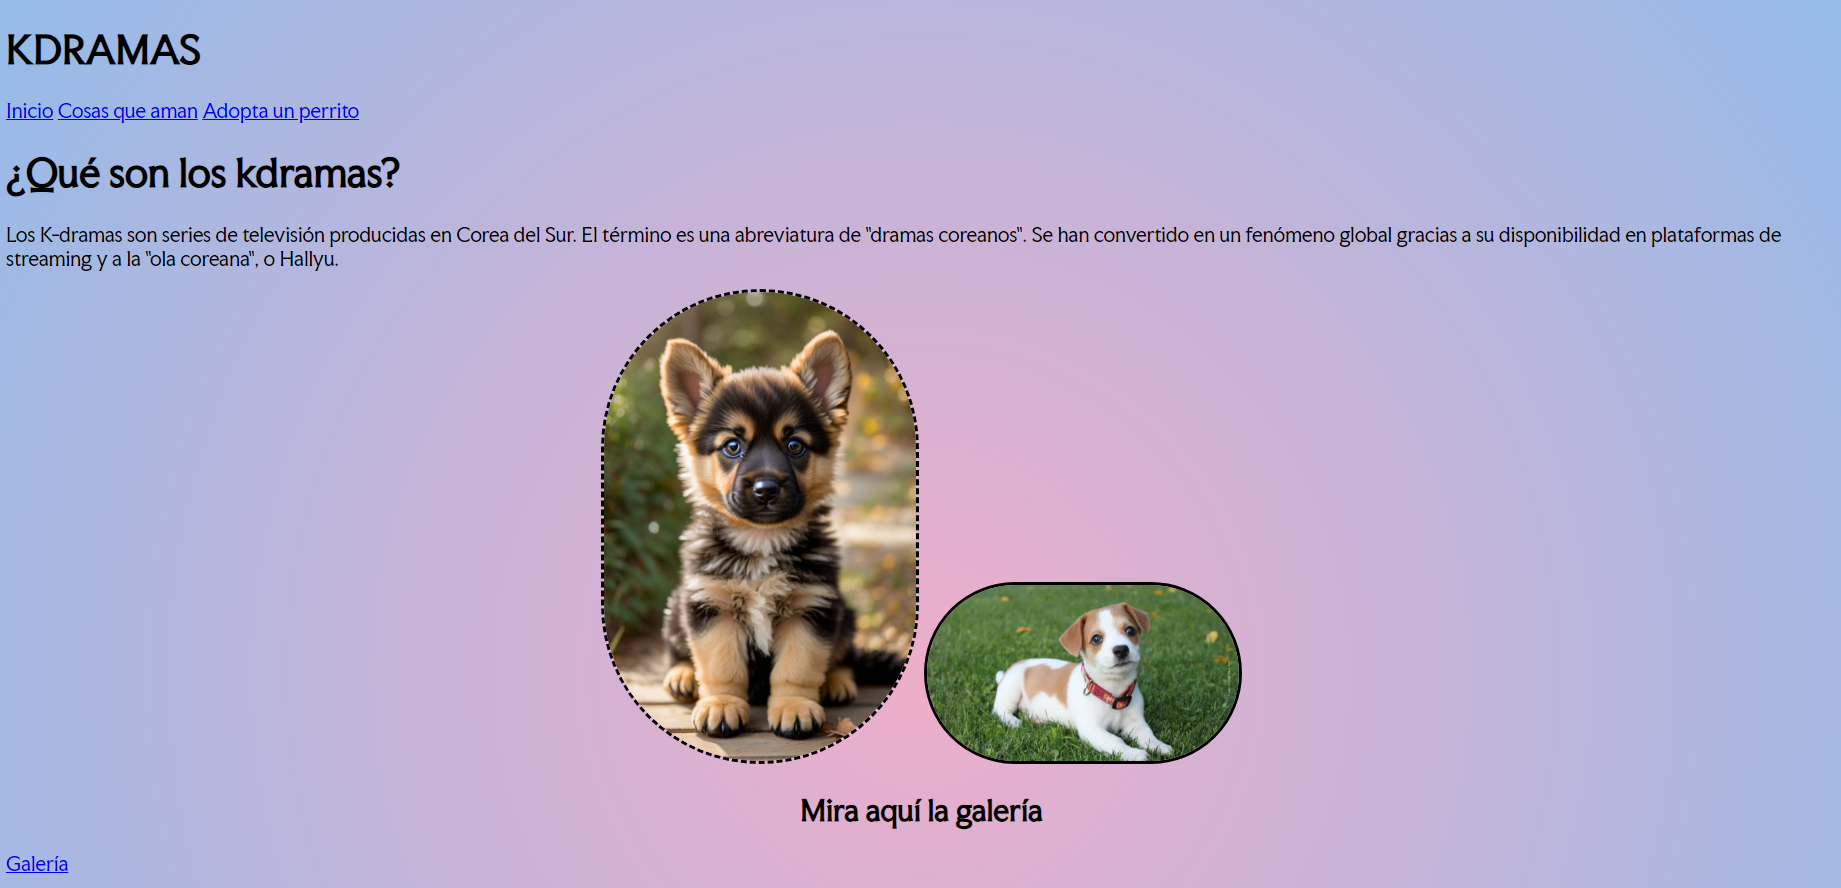 KDRAMAS
Inicio Cosas que aman Adopta un perrito
¿Qué son los kdramas?
Los K-dramas son series de televisión producidas en Corea del Sur. El término es una abreviatura de "dramas coreanos". Se han convertido en un fenómeno global gracias a su disponibilidad en plataformas de
streaming y a la "ola coreana", o Hallyu.
Mira aquí la galería
Galería